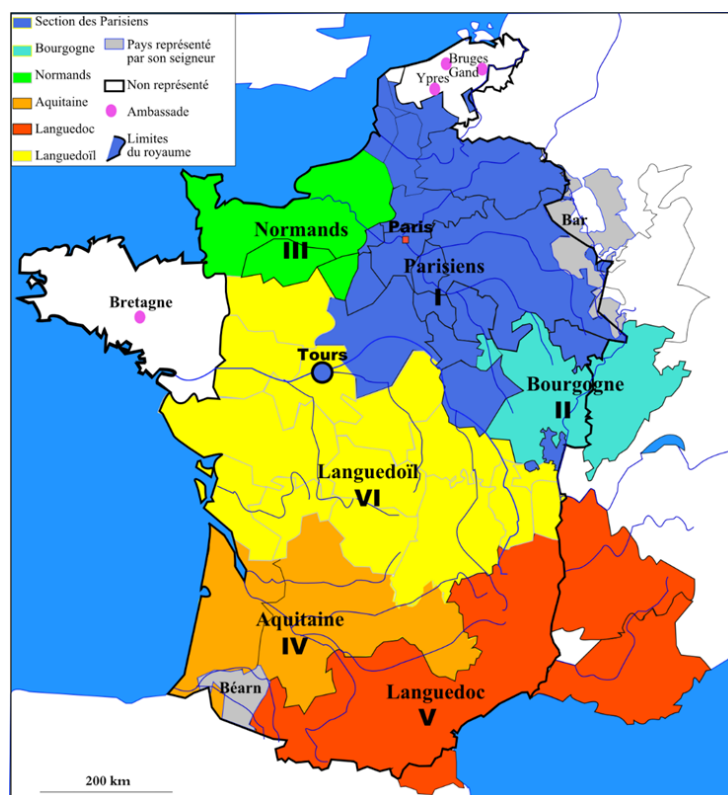 Section des Parisiens
Bourgogne
Normands
Aquitaine
Languedoc
Languedoïl
Pays représenté
par son seigneur
Non représenté
Ambassade
Limites
du royaume
Bruges
Gand
Ypres
Bar
Normands
III
Paris
Parisiens
I
Bretagne
Tours
Bourgogne
II
Languedoïl
VI
Aquitaine
IV
Béarn
Languedoc
V
200 km